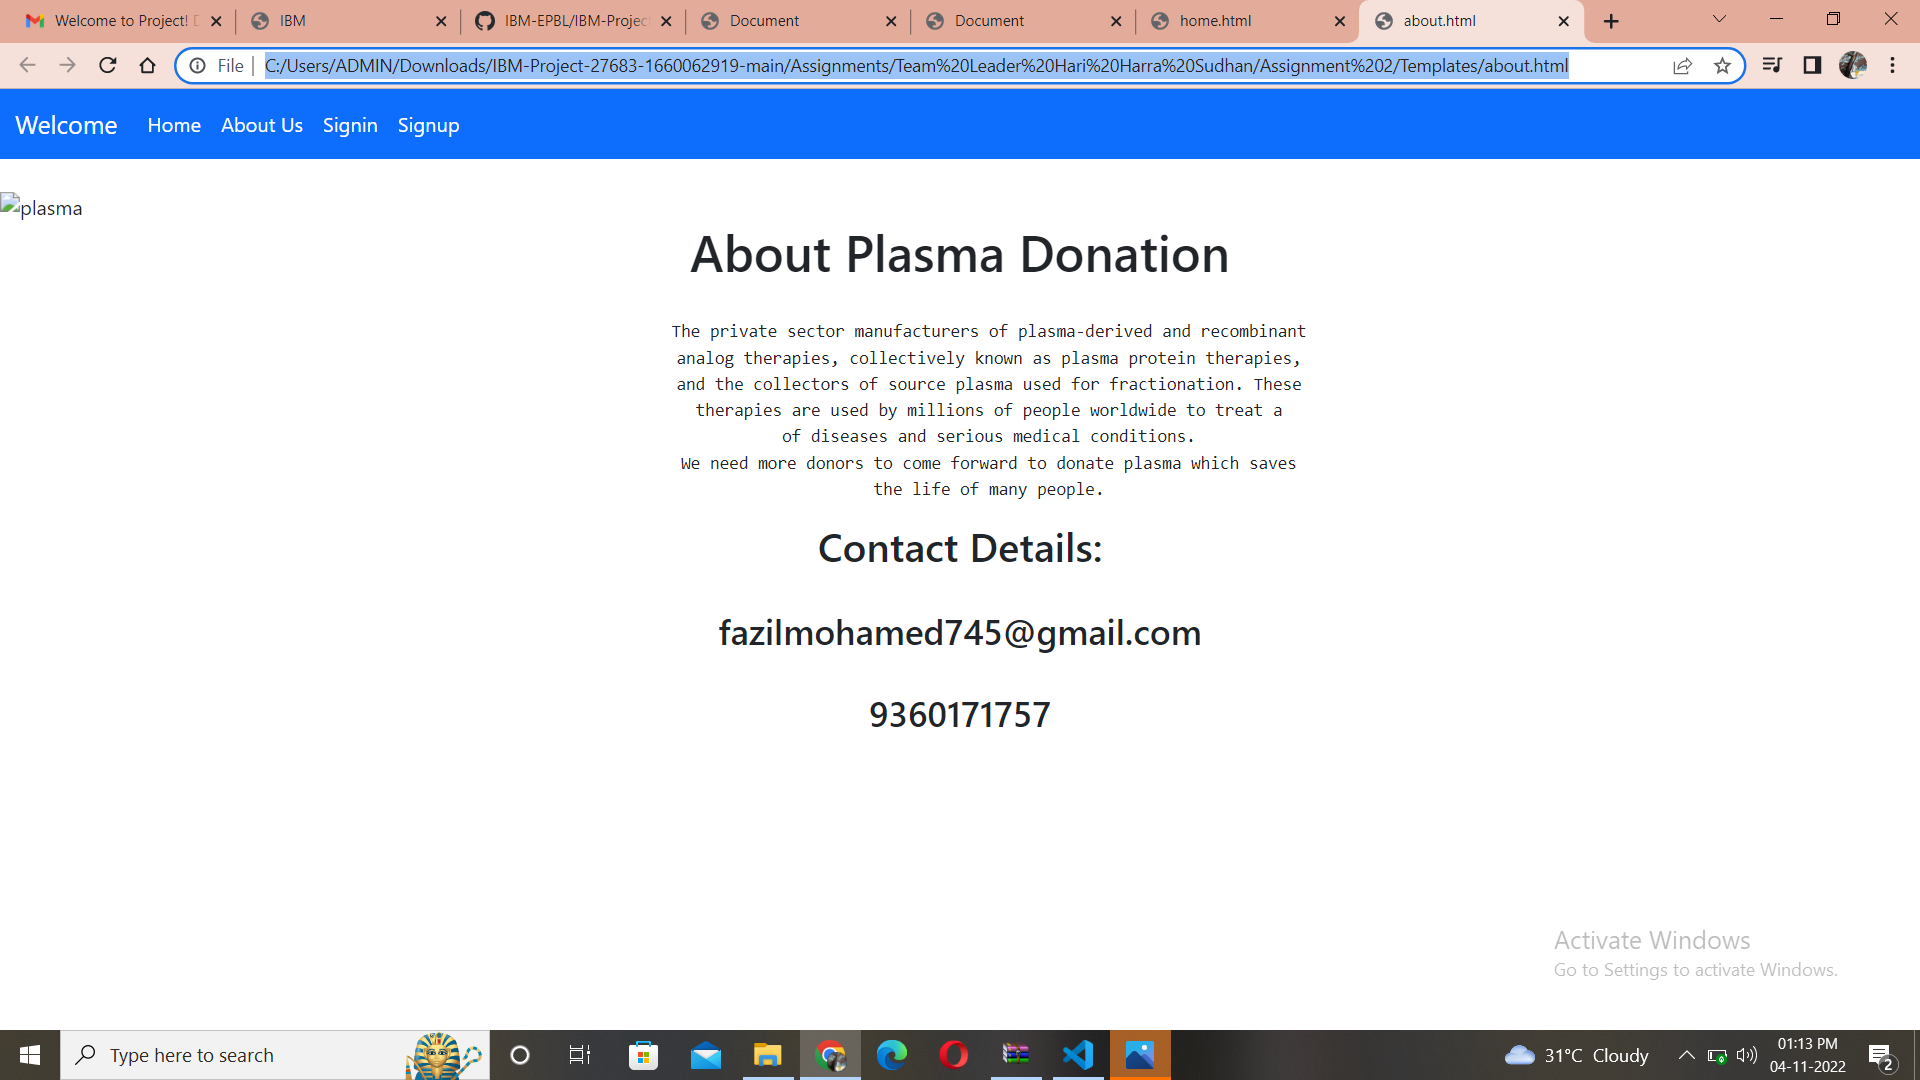 Welcome to Project! D
IBM
IBM-EPBL/IBM-Project
Document
Document
home.html
about.html
File
C:/Users/ADMIN/Downloads/IBM-Project-27683-1660062919-main/Assignments/Team%20Leader%20Hari%20Harra%20Sudhan/Assignment%202/Templates/about.html
Welcome Home About Us Signin Signup
plasma
About Plasma Donation
The private sector manufacturers of plasma-derived and recombinant
analog therapies, collectively known as plasma protein therapies,
and the collectors of source plasma used for fractionation. These
therapies are used by millions of people worldwide to treat a
of diseases and serious medical conditions.
We need more donors to come forward to donate plasma which saves
the life of many people.
Contact Details:
fazilmohamed745@gmail.com
9360171757
Activate Windows
Go to Settings to activate Windows.
Type here to search
31°C Cloudy
01:13 PM
04-11-2022
2